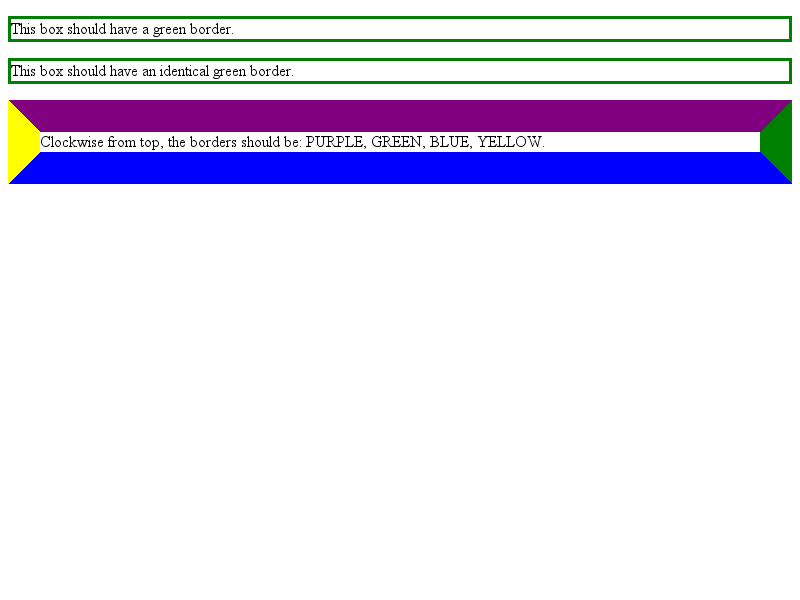 This box should have a green border.
This box should have an identical green border.
Clockwise from top, the borders should be: PURPLE, GREEN, BLUE, YELLOW.